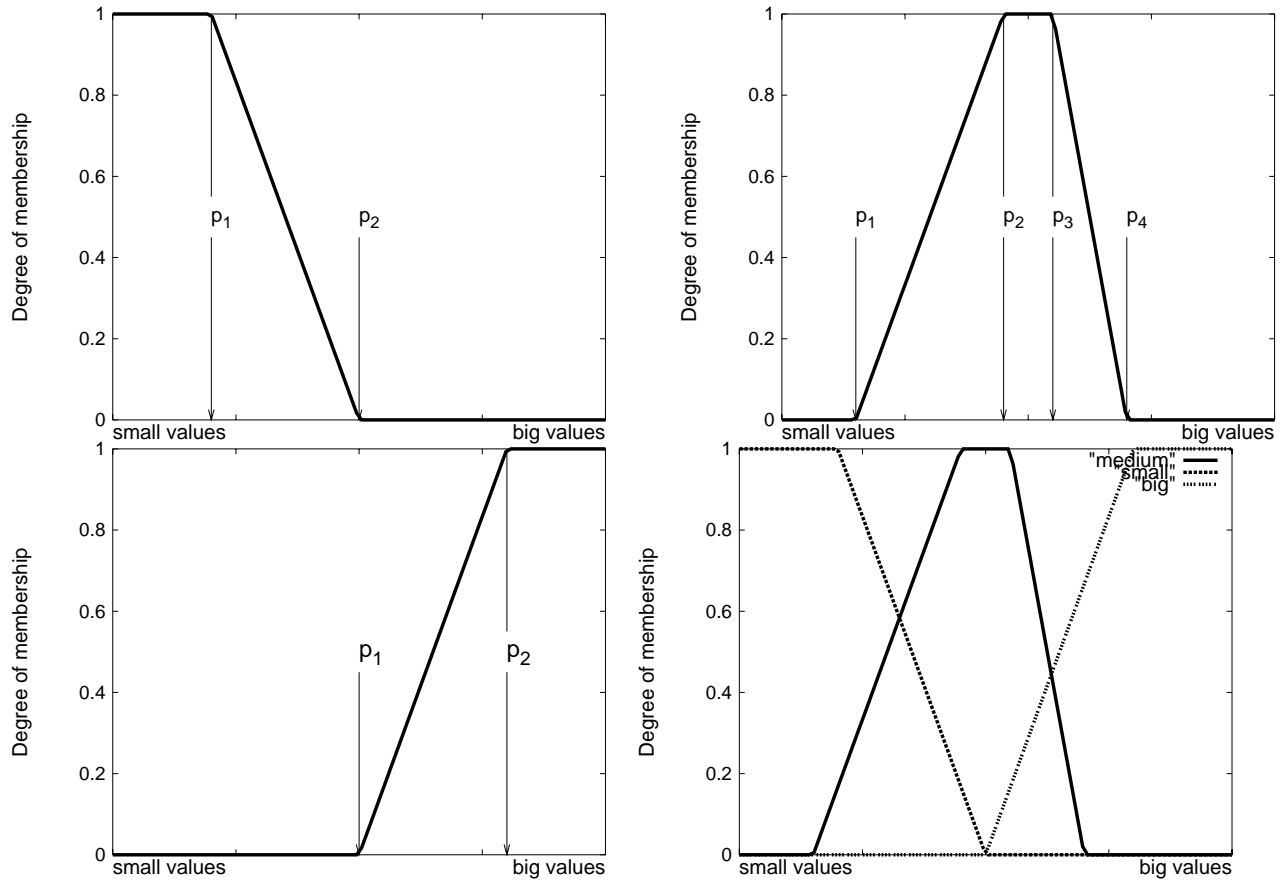 Degree of membership
1
0.8
0.6
0.4
0.2
0
p1
p2
small values
big values
Degree of membership
1
0.8
0.6
0.4
0.2
0
p1
p2
p3
p4
small values
big values
Degree of membership
1
0.8
0.6
0.4
0.2
0
p1
p2
small values
big values
Degree of membership
1
0.8
0.6
0.4
0.2
0
"medium"
"small"
"big"
small values
big values